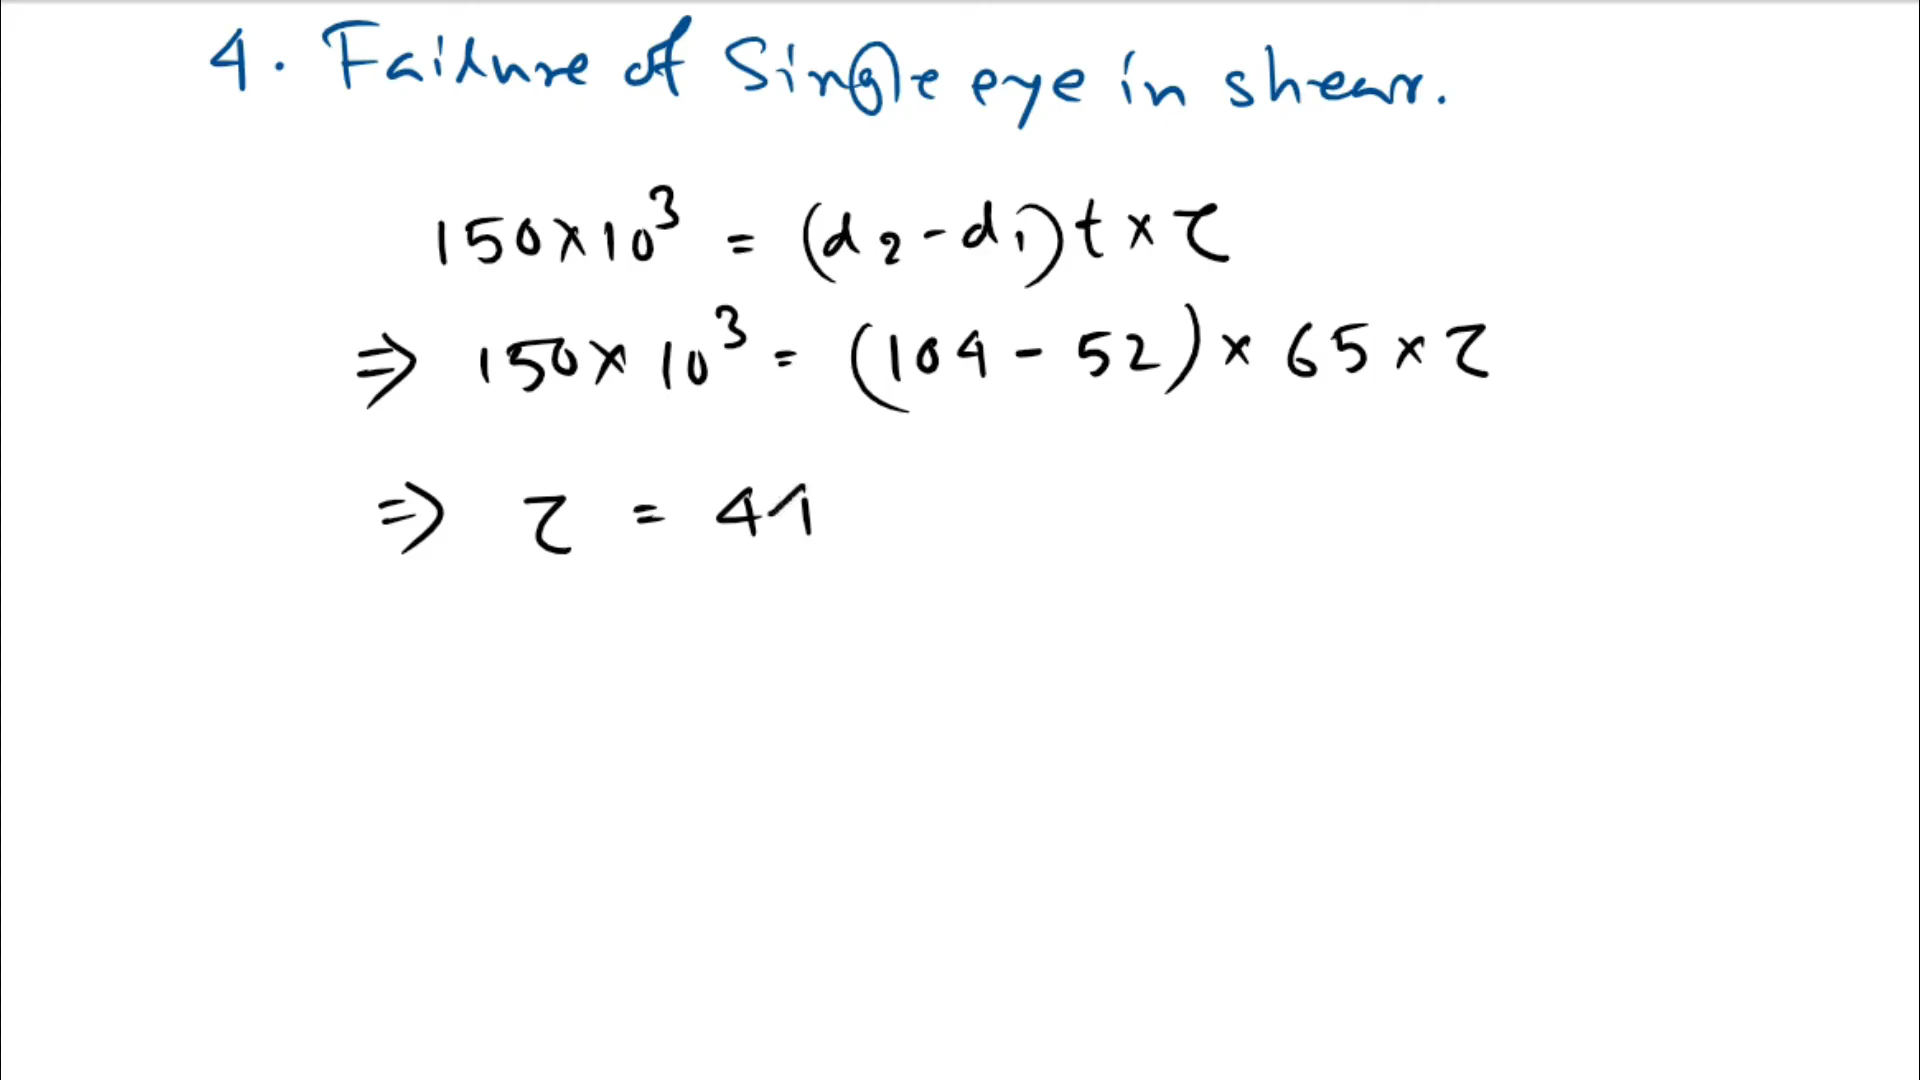 4. Failure of Single eye in shear.
150×10³ = (d₂-d₁)t×τ
⇒ 150×10³ = (104-52)×65×τ
⇒ τ = 44